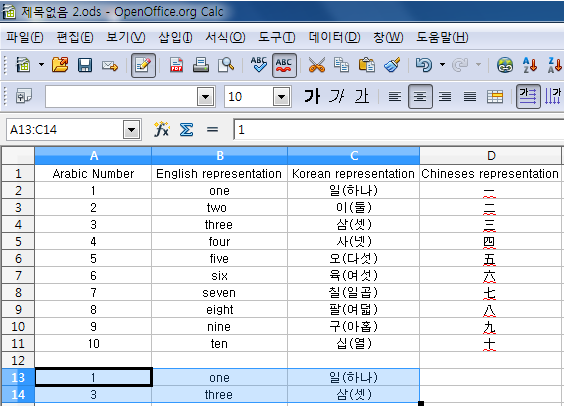 제목없음 2.ods - OpenOffice.org Calc
파일(F) 편집(E) 보기(V) 삽입(I) 서식(O) 도구(T) 데이터(D) 창(W) 도움말(H)
ABC ABC
10 가 가 가
A13:C14 1
A B C D
1 Arabic Number English representation Korean representation Chineses representation
2 1 one 일(하나) 一
3 2 two 이(둘) 二
4 3 three 삼(셋) 三
5 4 four 사(넷) 四
6 5 five 오(다섯) 五
7 6 six 육(여섯) 六
8 7 seven 칠(일곱) 七
9 8 eight 팔(여덟) 八
10 9 nine 구(아홉) 九
11 10 ten 십(열) 十
12
13 1 one 일(하나)
14 3 three 삼(셋)